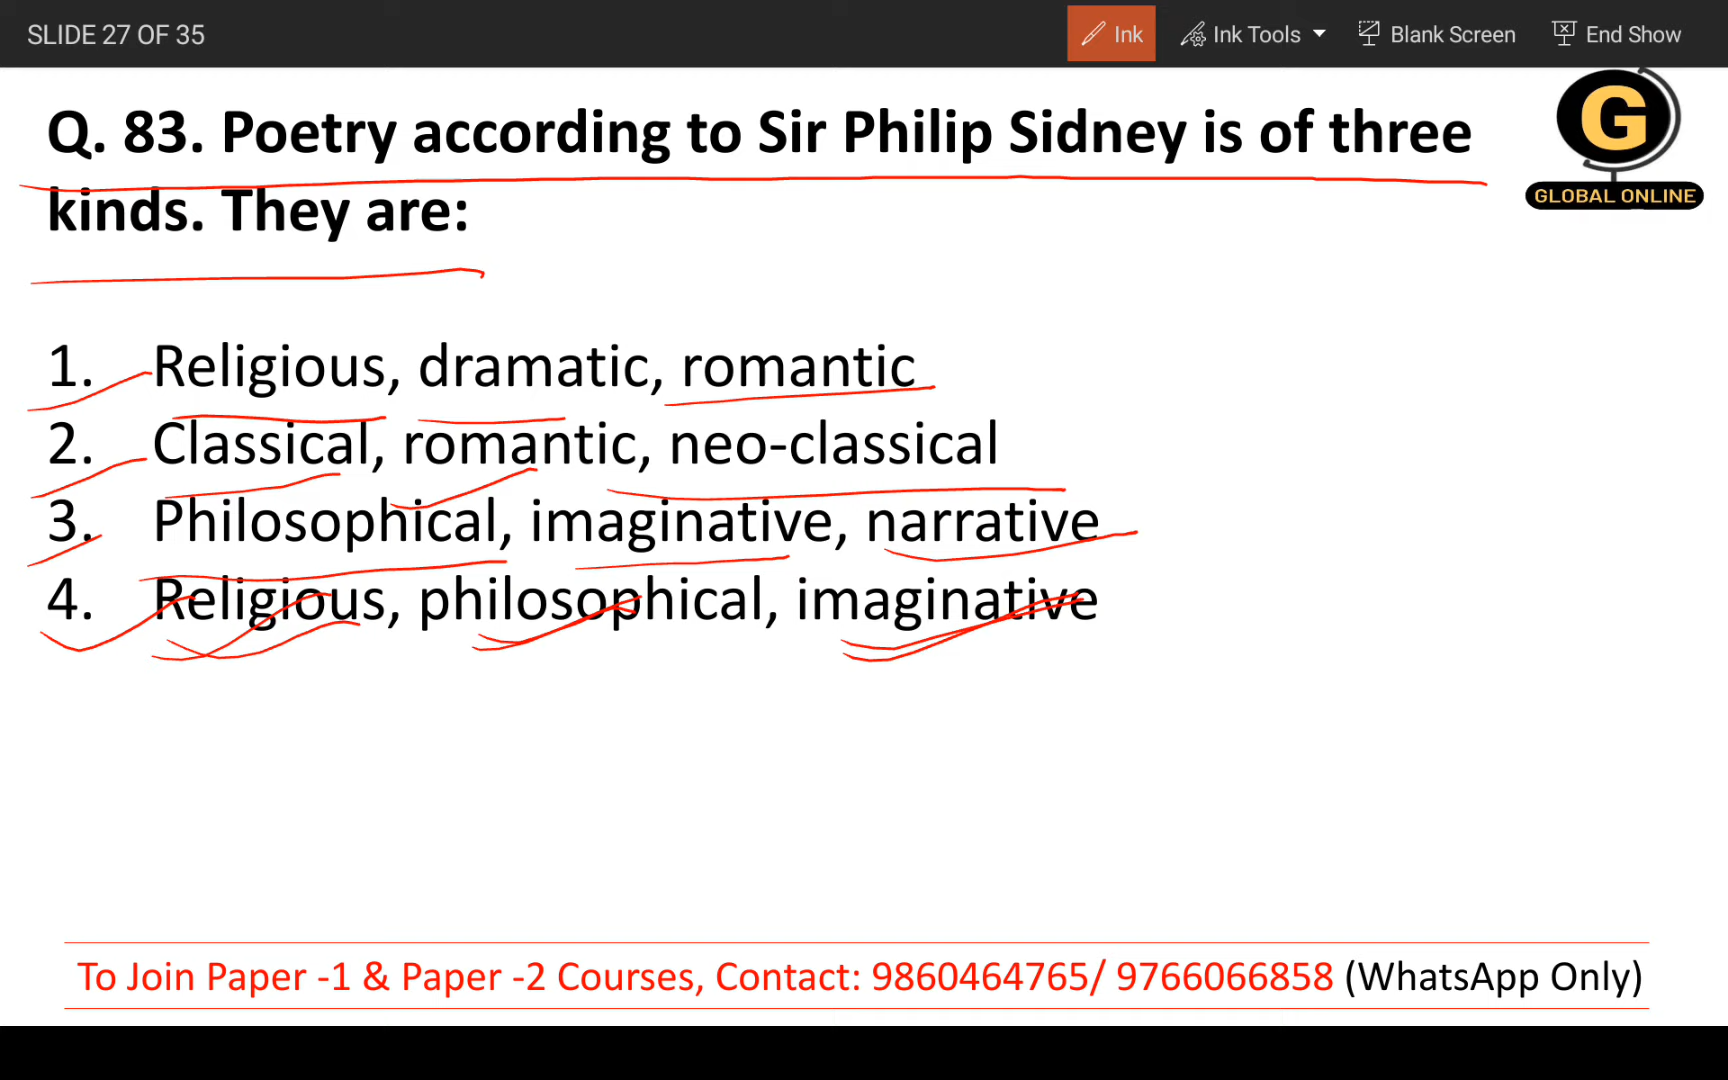 SLIDE 27 OF 35 Ink Ink Tools Blank Screen End Show
Q. 83. Poetry according to Sir Philip Sidney is of three
kinds. They are:
G
GLOBAL ONLINE
1. Religious, dramatic, romantic
2. Classical, romantic, neo-classical
3. Philosophical, imaginative, narrative
4. Religious, philosophical, imaginative
To Join Paper -1 & Paper -2 Courses, Contact: 9860464765/ 9766066858 (WhatsApp Only)